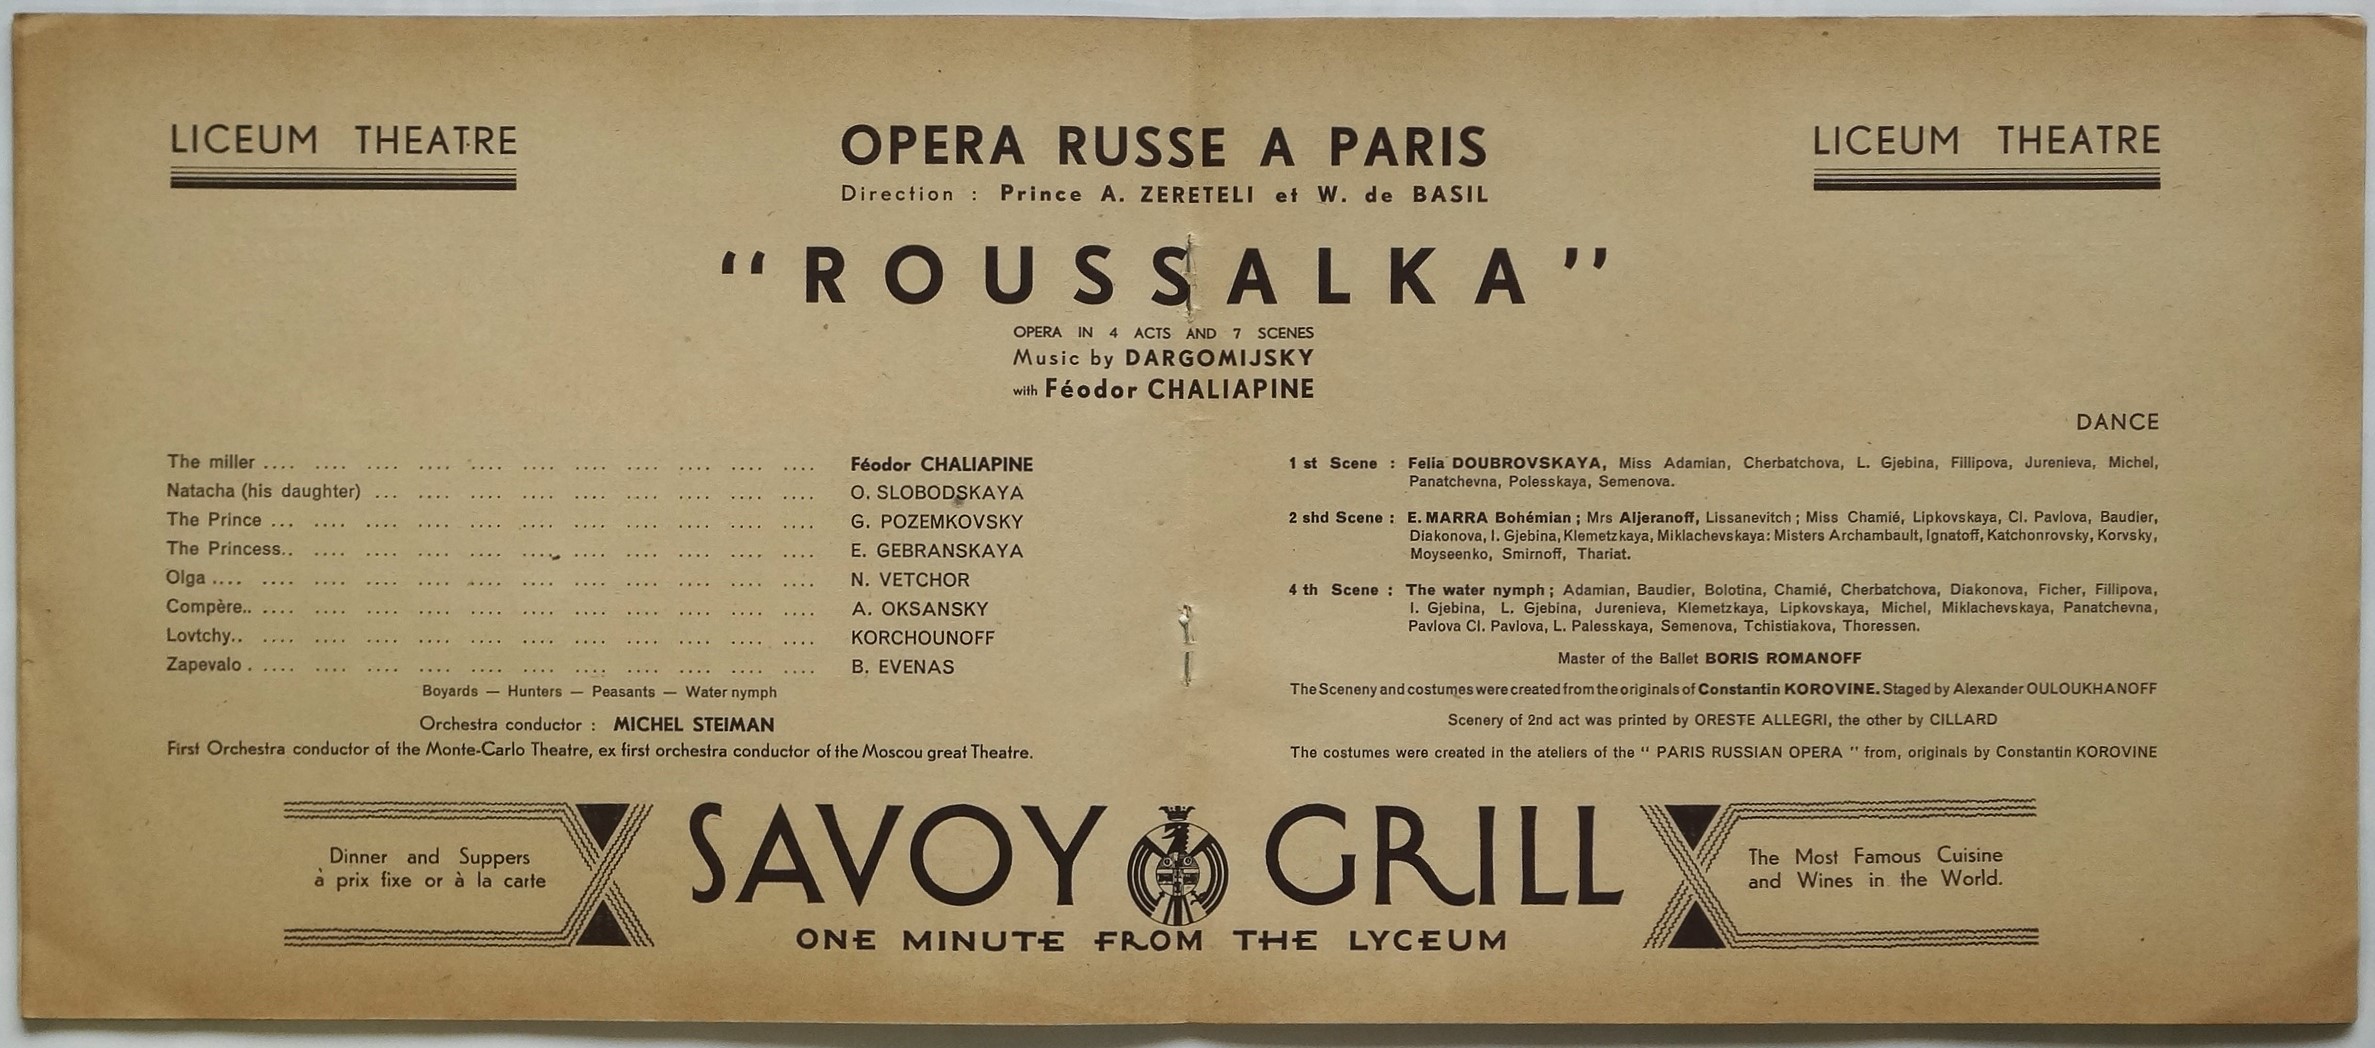 LICEUM THEATRE
OPERA RUSSE A PARIS
LICEUM THEATRE
Direction : Prince A. ZERETELI et W. de BASIL
“ROUSSALKA”
OPERA IN 4 ACTS AND 7 SCENES
Music by DARGOMIJSKY
with Féodor CHALIAPINE
The miller .... .... .... .... .... .... .... .... .... .... .... Féodor CHALIAPINE
Natacha (his daughter) ... .... .... .... .... .... .... .... .... O. SLOBODSKAYA
The Prince ... .... .... .... .... .... .... .... .... .... .... G. POZEMKOVSKY
The Princess.. .... .... .... .... .... .... .... .... .... .... E. GEBRANSKAYA
Olga .... .... .... .... .... .... .... .... .... .... .... .... N. VETCHOR
Compère.. .... .... .... .... .... .... .... .... .... .... .... A. OKSANSKY
Lovtchy.. .... .... .... .... .... .... .... .... .... .... .... KORCHOUNOFF
Zapevalo . .... .... .... .... .... .... .... .... .... .... .... B. EVENAS
Boyards — Hunters — Peasants — Water nymph
Orchestra conductor : MICHEL STEIMAN
First Orchestra conductor of the Monte-Carlo Theatre, ex first orchestra conductor of the Moscou great Theatre.
DANCE
1 st Scene : Felia DOUBROVSKAYA, Miss Adamian, Cherbatchova, L. Gjebina, Fillipova, Jurenieva, Michel,
Panatchevna, Polesskaya, Semenova.
2 shd Scene : E. MARRA Bohémian ; Mrs Aljeranoff, Lissanevitch ; Miss Chamié, Lipkovskaya, Cl. Pavlova, Baudier,
Diakonova, I. Gjebina, Klemetzkaya, Miklachevskaya: Misters Archambault, Ignatoff, Katchonrovsky, Korvsky,
Moyseenko, Smirnoff, Thariat.
4 th Scene : The water nymph ; Adamian, Baudier, Bolotina, Chamié, Cherbatchova, Diakonova, Ficher, Fillipova,
I. Gjebina, L. Gjebina, Jurenieva, Klemetzkaya, Lipkovskaya, Michel, Miklachevskaya, Panatchevna,
Pavlova Cl. Pavlova, L. Palesskaya, Semenova, Tchistiakova, Thoressen.
Master of the Ballet BORIS ROMANOFF
The Sceneny and costumes were created from the originals of Constantin KOROVINE. Staged by Alexander OULOUKHANOFF
Scenery of 2nd act was printed by ORESTE ALLEGRI, the other by CILLARD
The costumes were created in the ateliers of the “ PARIS RUSSIAN OPERA ” from, originals by Constantin KOROVINE
Dinner and Suppers
à prix fixe or à la carte
SAVOY GRILL
ONE MINUTE FROM THE LYCEUM
The Most Famous Cuisine
and Wines in the World.